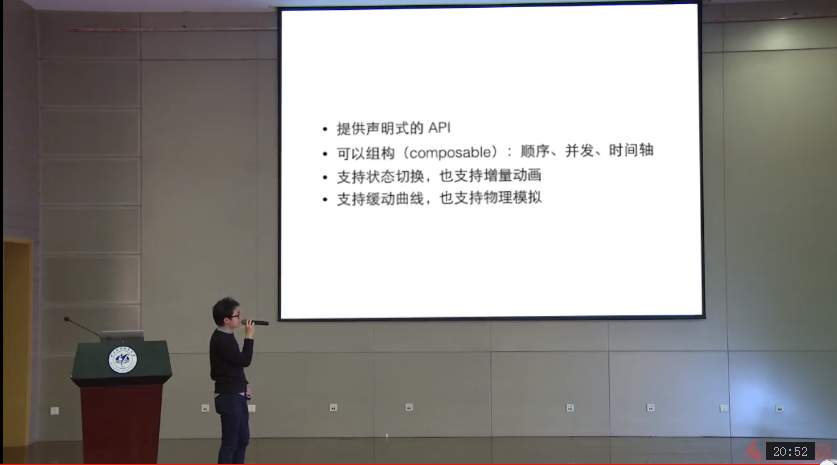 • 提供声明式的 API
• 可以组构（composable）：顺序、并发、时间轴
• 支持状态切换，也支持增量动画
• 支持缓动曲线，也支持物理模拟
20:52